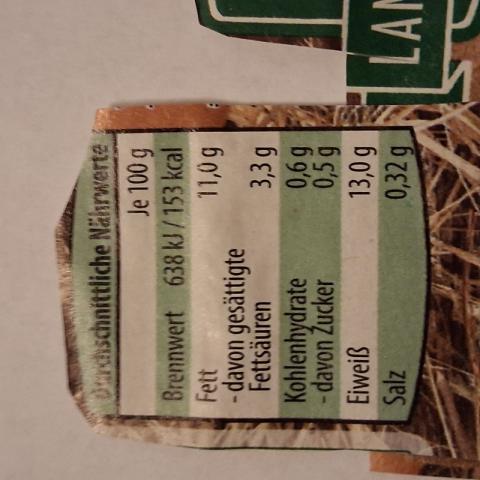 LAN
Durchschnittliche Nährwerte
Je 100 g
Brennwert 638 kJ / 153 kcal
Fett 11,0 g
- davon gesättigte
Fettsäuren 3,3 g
Kohlenhydrate 0,6 g
- davon Zucker 0,5 g
Eiweiß 13,0 g
Salz 0,32 g